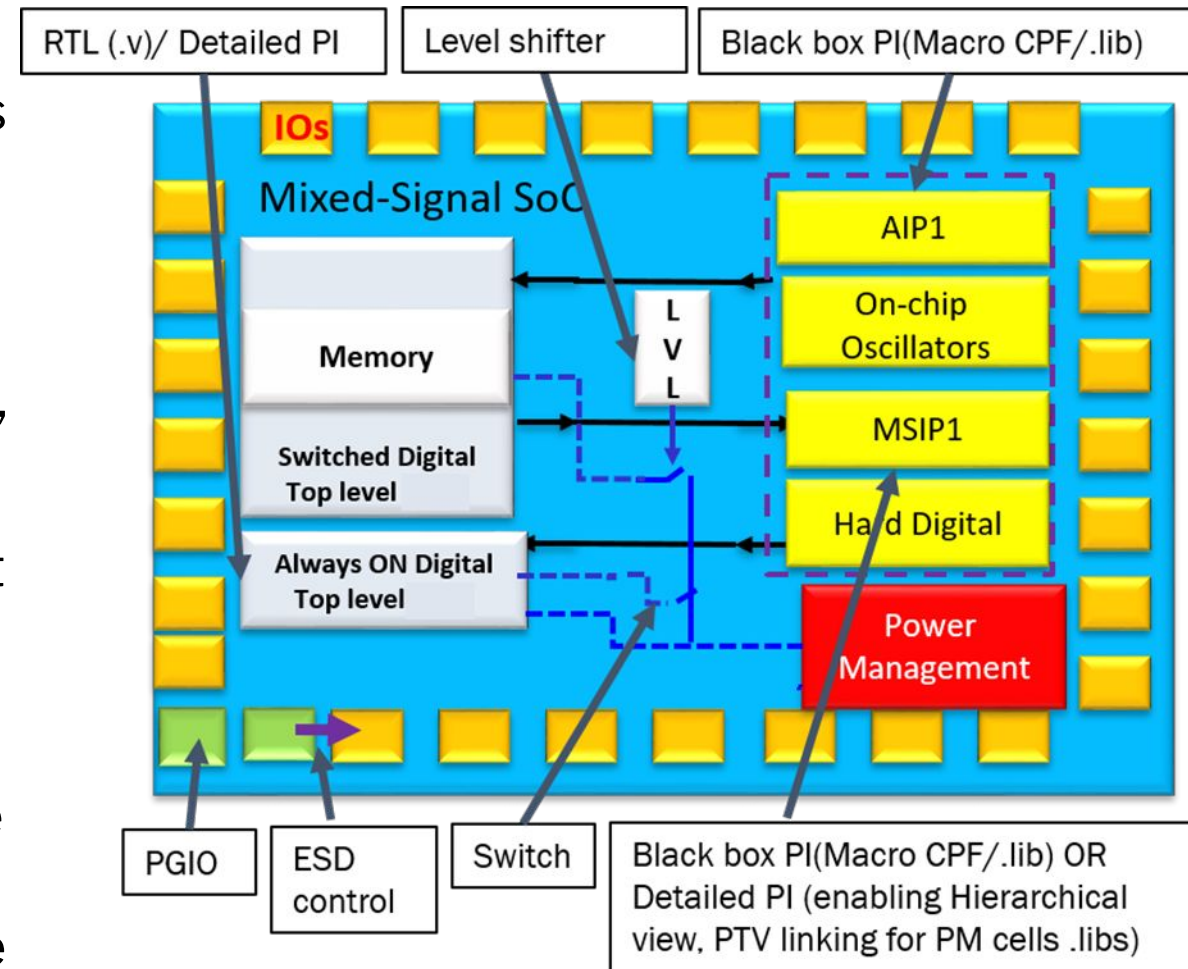 RTL (.v)/ Detailed PI
Level shifter
Black box PI(Macro CPF/.lib)
IOs
Mixed-Signal SoC
AIP1
On-chip
Oscillators
L
V
L
Memory
MSIP1
Switched Digital
Top level
Hard Digital
Always ON Digital
Top level
Power
Management
PGIO
ESD
control
Switch
Black box PI(Macro CPF/.lib) OR
Detailed PI (enabling Hierarchical
view, PTV linking for PM cells .libs)